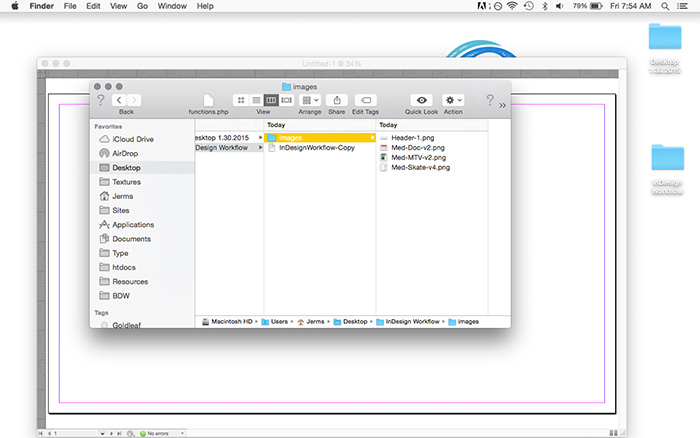 Finder File Edit View Go Window Help 79% Fri 7:54 AM
Untitled-1 @ 34%
Desktop
1.30.2015
images
Back functions.php View Arrange Share Edit Tags Quick Look Action
Favorites
iCloud Drive
AirDrop
Desktop
Textures
Jerms
Sites
Applications
Documents
Type
htdocs
Resources
BDW
Tags
Goldleaf
esktop 1.30.2015
Design Workflow
Today
images
InDesignWorkflow-Copy
Today
Header-1.png
Med-Doc-v2.png
Med-MTV-v2.png
Med-Skate-v4.png
Macintosh HD Users Jerms Desktop InDesign Workflow images
InDesign
Workflow
1 No errors